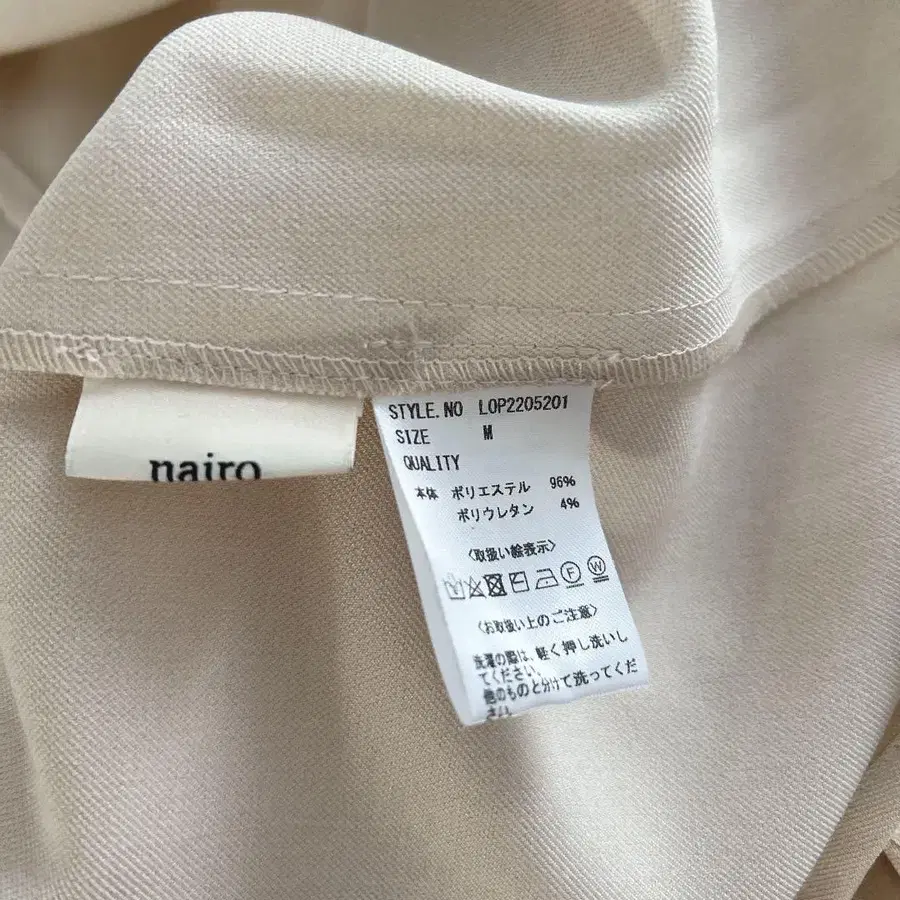 nairo
STYLE.NO LOP2205201
SIZE M
QUALITY
本体 ポリエステル 96%
ポリウレタン 4%
〈取扱い絵表示〉
F W
〈お取扱い上のご注意〉
洗濯の際は、軽く押し洗いし
てください。
他のものと分けて洗ってくだ
さい。